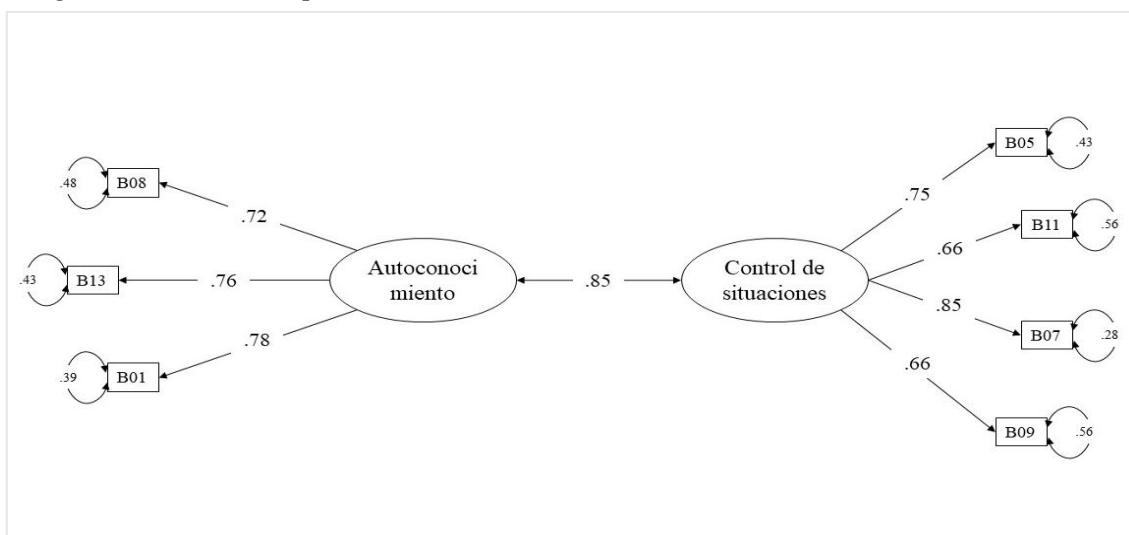 B05
.43
.48
B08
.75
.72
B11
.56
.66
.43
B13
.76
Autoconoci
miento
.85
Control de
situaciones
.85
B07
.28
.78
.66
.39
B01
B09
.56